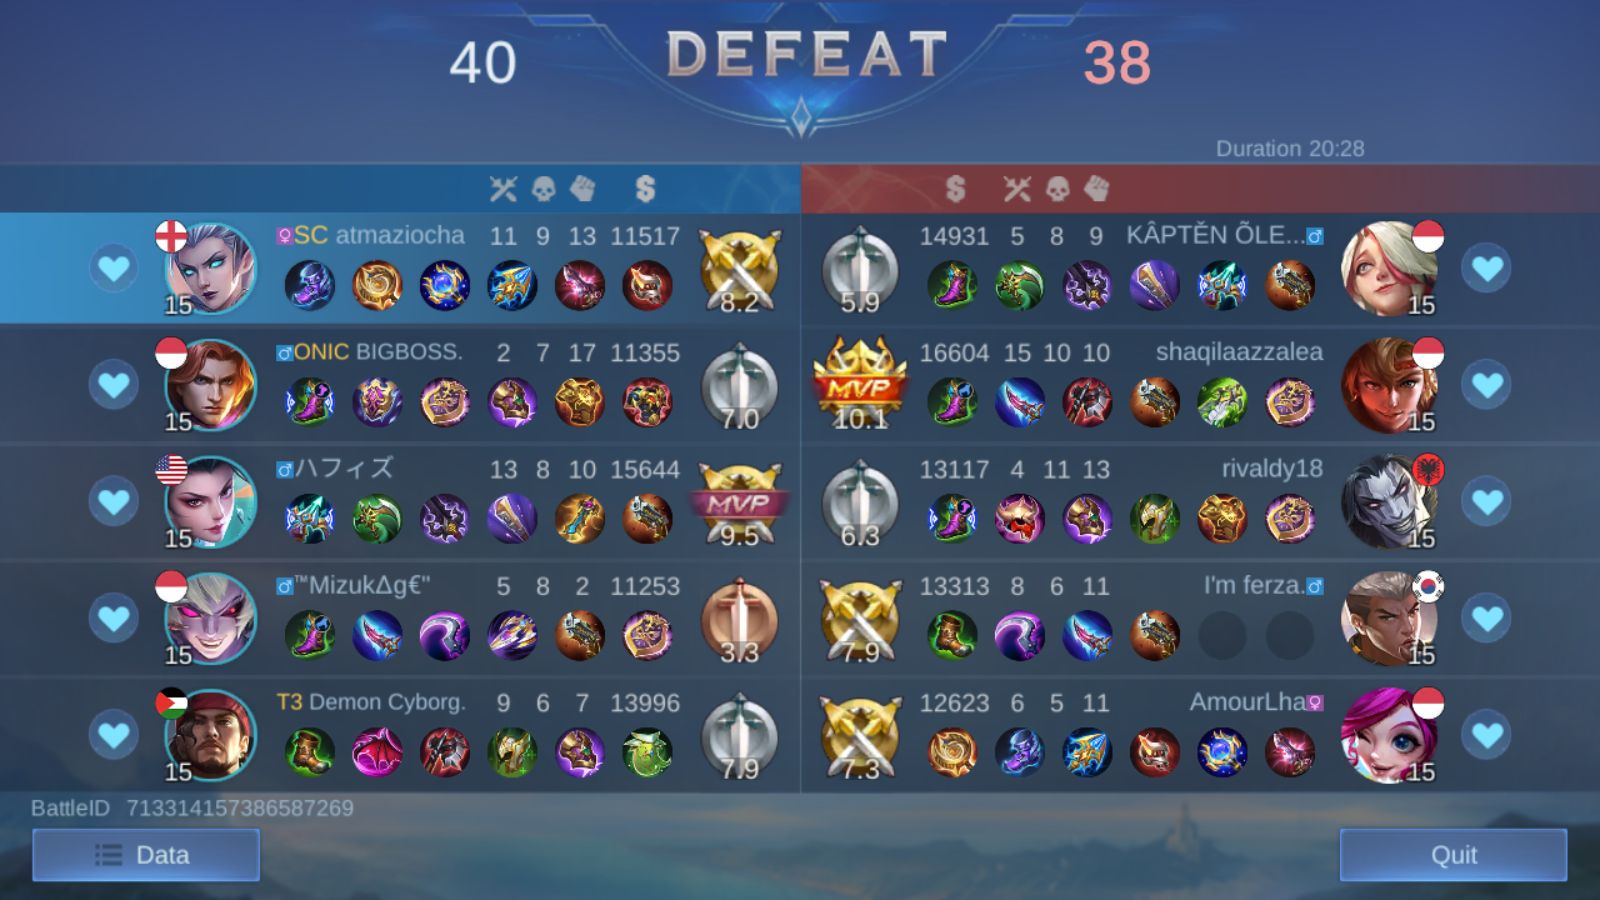 40 DEFEAT 38
Duration 20:28
SC atmaziocha 11 9 13 11517
15 8.2
14931 5 8 9 KÂPTĚN ÕLE...
5.9 15
ONIC BIGBOSS. 2 7 17 11355
15 7.0
16604 15 10 10 shaqilaazzalea
MVP 10.1 15
ハフィズ 13 8 10 15644
15 MVP 9.5
13117 4 11 13 rivaldy18
6.3 15
™Mizuk∆g€" 5 8 2 11253
15 3.3
13313 8 6 11 I'm ferza.
7.9 15
T3 Demon Cyborg. 9 6 7 13996
15 7.9
12623 6 5 11 AmourLha
7.3 15
BattleID 713314157386587269
Data
Quit